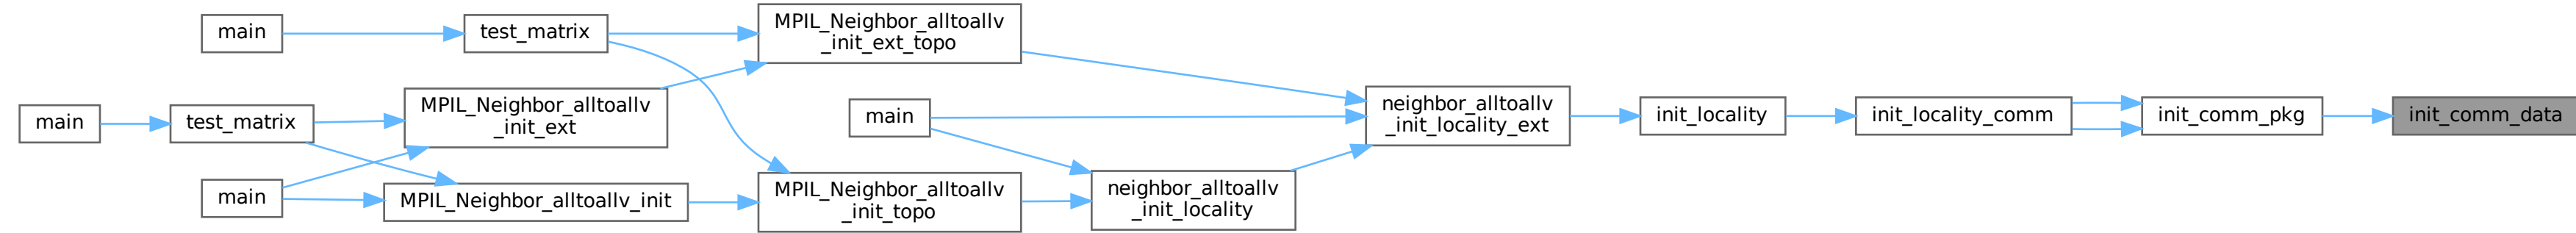 main
test_matrix
MPIL_Neighbor_alltoallv
_init_ext_topo
main
test_matrix
MPIL_Neighbor_alltoallv
_init_ext
main
neighbor_alltoallv
_init_locality_ext
init_locality
init_locality_comm
init_comm_pkg
init_comm_data
main
MPIL_Neighbor_alltoallv_init
MPIL_Neighbor_alltoallv
_init_topo
neighbor_alltoallv
_init_locality